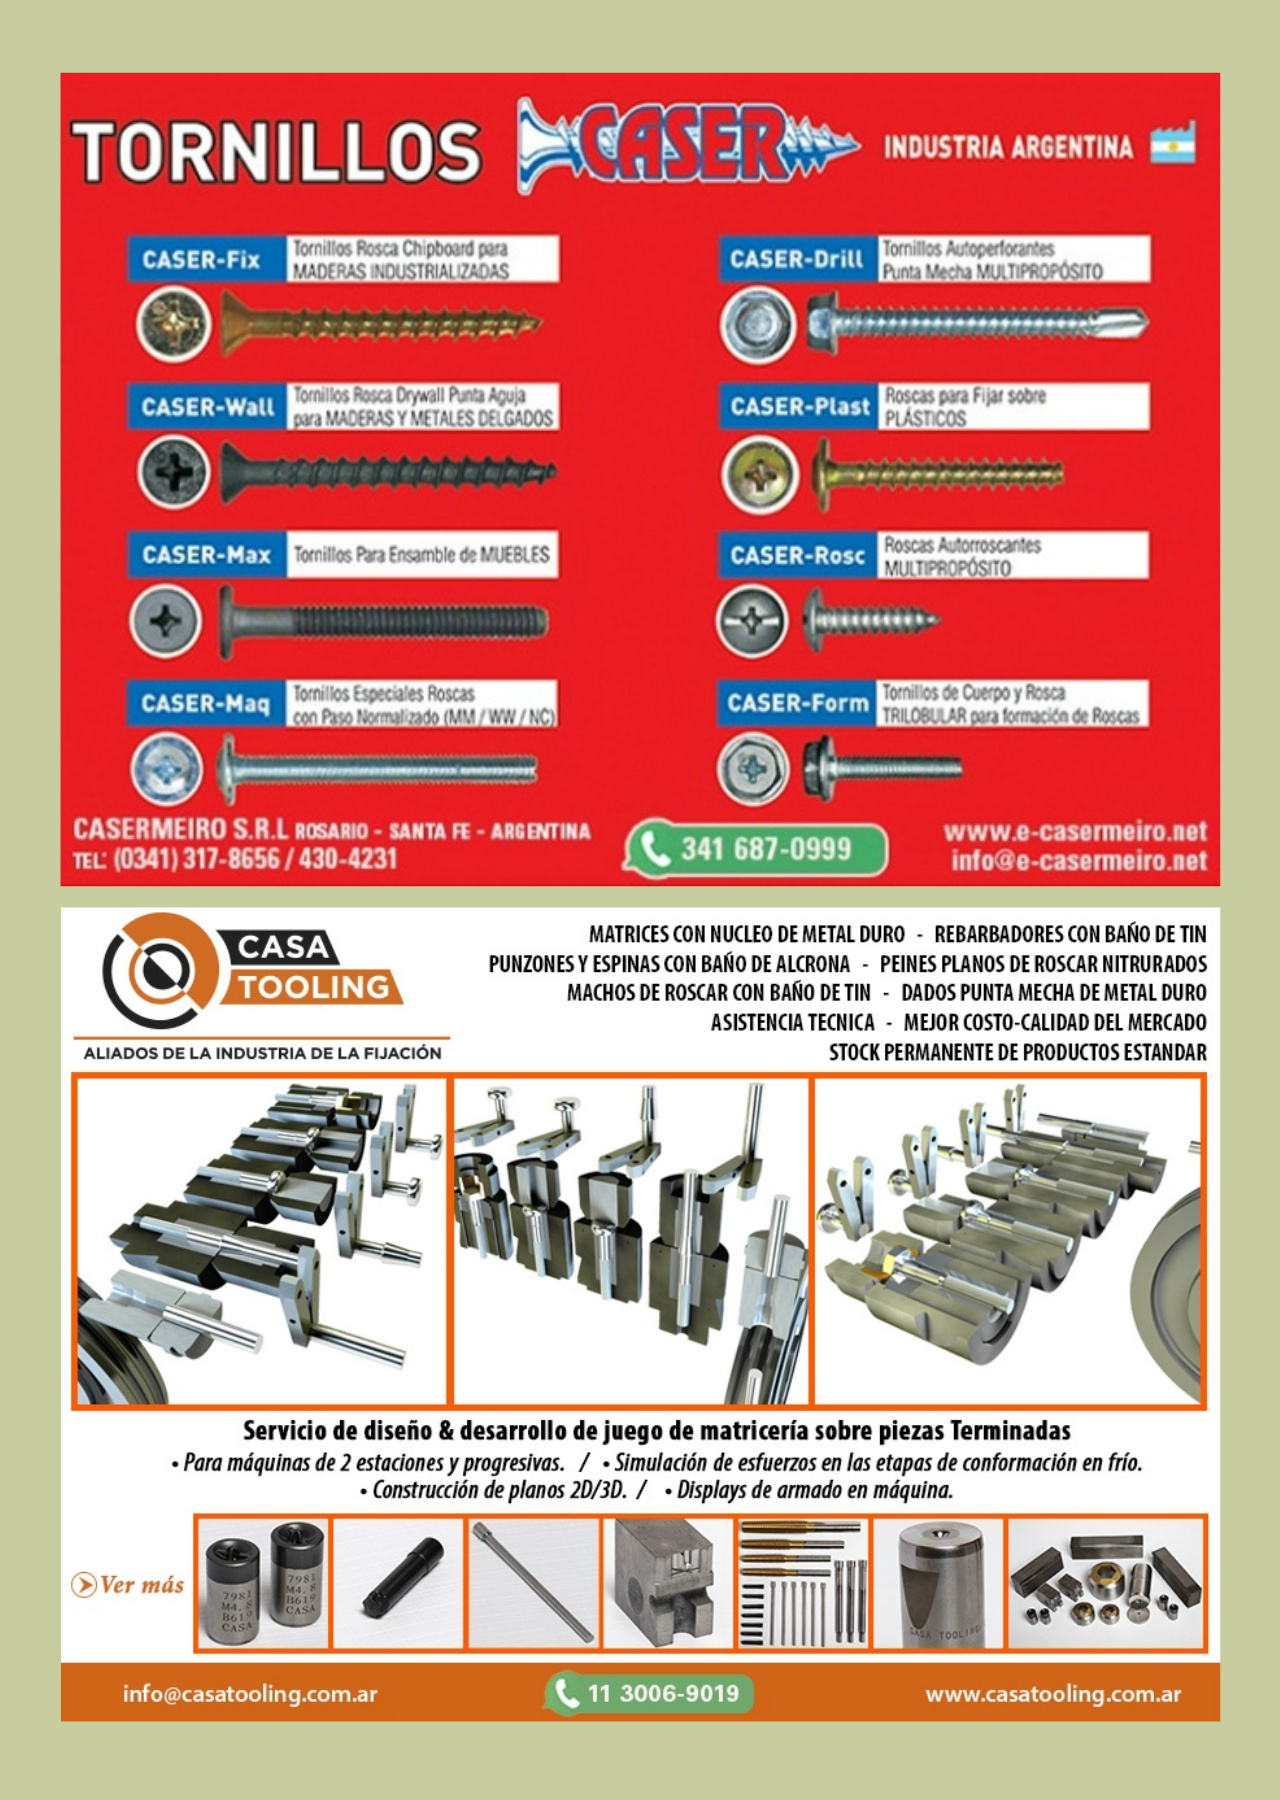 TORNILLOS CASER INDUSTRIA ARGENTINA
CASER-Fix
Tornillos Rosca Chipboard para
MADERAS INDUSTRIALIZADAS
CASER-Drill
Tornillos Autoperforantes
Punta Mecha MULTIPROPÓSITO
CASER-Wall
Tornillos Rosca Drywall Punta Aguja
para MADERAS Y METALES DELGADOS
CASER-Plast
Roscas para Fijar sobre
PLÁSTICOS
CASER-Max
Tornillos Para Ensamble de MUEBLES
CASER-Rosc
Roscas Autorroscantes
MULTIPROPÓSITO
CASER-Maq
Tornillos Especiales Roscas
con Paso Normalizado (MM / WW / NC)
CASER-Form
Tornillos de Cuerpo y Rosca
TRILOBULAR para formación de Roscas
CASERMEIRO S.R.L ROSARIO - SANTA FE - ARGENTINA
TEL: (0341) 317-8656 / 430-4231
341 687-0999
www.e-casermeiro.net
info@e-casermeiro.net
CASA
TOOLING
ALIADOS DE LA INDUSTRIA DE LA FIJACIÓN
MATRICES CON NUCLEO DE METAL DURO - REBARBADORES CON BAÑO DE TIN
PUNZONES Y ESPINAS CON BAÑO DE ALCRONA - PEINES PLANOS DE ROSCAR NITRURADOS
MACHOS DE ROSCAR CON BAÑO DE TIN - DADOS PUNTA MECHA DE METAL DURO
ASISTENCIA TECNICA - MEJOR COSTO-CALIDAD DEL MERCADO
STOCK PERMANENTE DE PRODUCTOS ESTANDAR
Servicio de diseño & desarrollo de juego de matricería sobre piezas Terminadas
• Para máquinas de 2 estaciones y progresivas. / • Simulación de esfuerzos en las etapas de conformación en frío.
• Construcción de planos 2D/3D. / • Displays de armado en máquina.
Ver más
7981
M4.8
B619
CASA
7981
M4.8
B619
CASA
CASA TOOLING
info@casatooling.com.ar
11 3006-9019
www.casatooling.com.ar